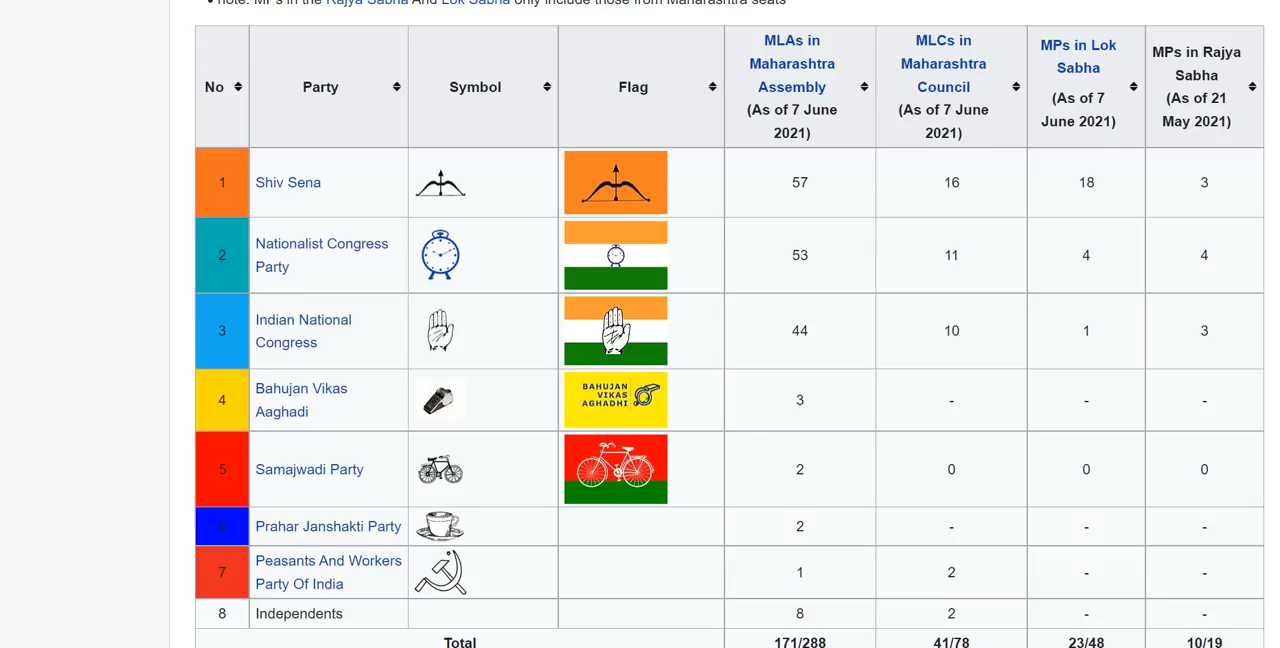 note: MPs in the Rajya Sabha And Lok Sabha only include those from Maharashtra seats
No Party Symbol Flag MLAs in Maharashtra Assembly (As of 7 June 2021) MLCs in Maharashtra Council (As of 7 June 2021) MPs in Lok Sabha (As of 7 June 2021) MPs in Rajya Sabha (As of 21 May 2021)
1 Shiv Sena 57 16 18 3
2 Nationalist Congress Party 53 11 4 4
3 Indian National Congress 44 10 1 3
4 Bahujan Vikas Aaghadi BAHUJAN VIKAS AGHADHI 3 - - -
5 Samajwadi Party 2 0 0 0
6 Prahar Janshakti Party 2 - - -
7 Peasants And Workers Party Of India 1 2 - -
8 Independents 8 2 - -
Total 171/288 41/78 23/48 10/19